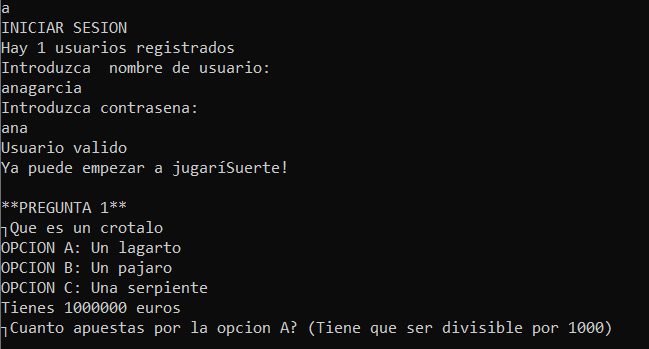 a
INICIAR SESION
Hay 1 usuarios registrados
Introduzca  nombre de usuario:
anagarcia
Introduzca contrasena:
ana
Usuario valido
Ya puede empezar a jugaríSuerte!
**PREGUNTA 1**
┐Que es un crotalo
OPCION A: Un lagarto
OPCION B: Un pajaro
OPCION C: Una serpiente
Tienes 1000000 euros
┐Cuanto apuestas por la opcion A? (Tiene que ser divisible por 1000)